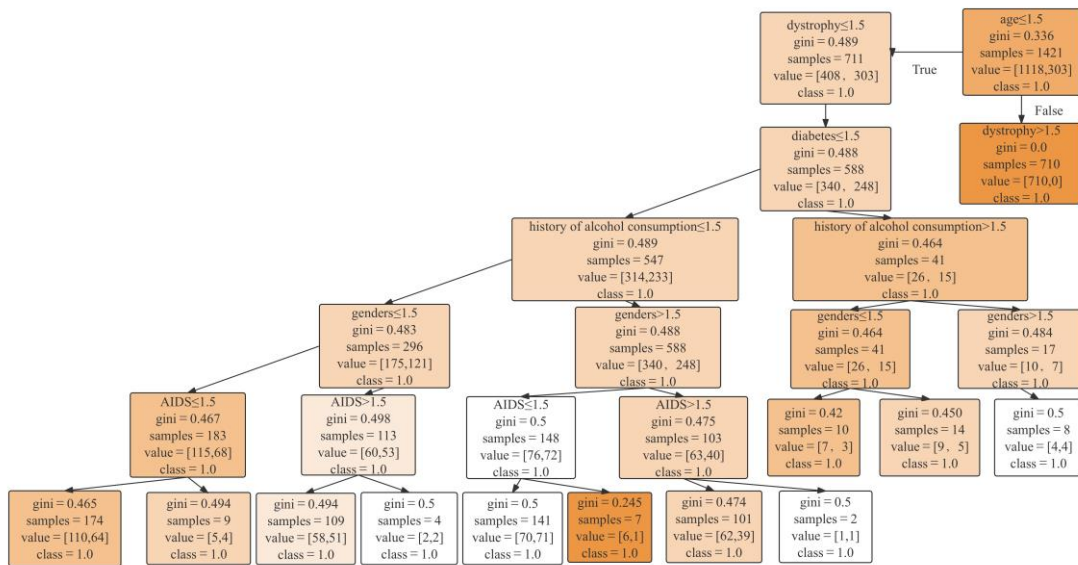 dystrophy≤1.5
gini = 0.489
samples = 711
value = [408， 303]
class = 1.0
age≤1.5
gini = 0.336
samples = 1421
value = [1118,303]
class = 1.0
True
False
dystrophy>1.5
gini = 0.0
samples = 710
value = [710,0]
class = 1.0
diabetes≤1.5
gini = 0.488
samples = 588
value = [340， 248]
class = 1.0
history of alcohol consumption≤1.5
gini = 0.489
samples = 547
value = [314,233]
class = 1.0
history of alcohol consumption>1.5
gini = 0.464
samples = 41
value = [26， 15]
class = 1.0
genders≤1.5
gini = 0.483
samples = 296
value = [175,121]
class = 1.0
genders>1.5
gini = 0.488
samples = 588
value = [340， 248]
class = 1.0
genders≤1.5
gini = 0.464
samples = 41
value = [26， 15]
class = 1.0
genders>1.5
gini = 0.484
samples = 17
value = [10， 7]
class = 1.0
AIDS≤1.5
gini = 0.467
samples = 183
value = [115,68]
class = 1.0
AIDS>1.5
gini = 0.498
samples = 113
value = [60,53]
class = 1.0
AIDS≤1.5
gini = 0.5
samples = 148
value = [76,72]
class = 1.0
AIDS>1.5
gini = 0.475
samples = 103
value = [63,40]
class = 1.0
gini = 0.42
samples = 10
value = [7， 3]
class = 1.0
gini = 0.450
samples = 14
value = [9， 5]
class = 1.0
gini = 0.5
samples = 8
value = [4,4]
class = 1.0
gini = 0.465
samples = 174
value = [110,64]
class = 1.0
gini = 0.494
samples = 9
value = [5,4]
class = 1.0
gini = 0.494
samples = 109
value = [58,51]
class = 1.0
gini = 0.5
samples = 4
value = [2,2]
class = 1.0
gini = 0.5
samples = 141
value = [70,71]
class = 1.0
gini = 0.245
samples = 7
value = [6,1]
class = 1.0
gini = 0.474
samples = 101
value = [62,39]
class = 1.0
gini = 0.5
samples = 2
value = [1,1]
class = 1.0